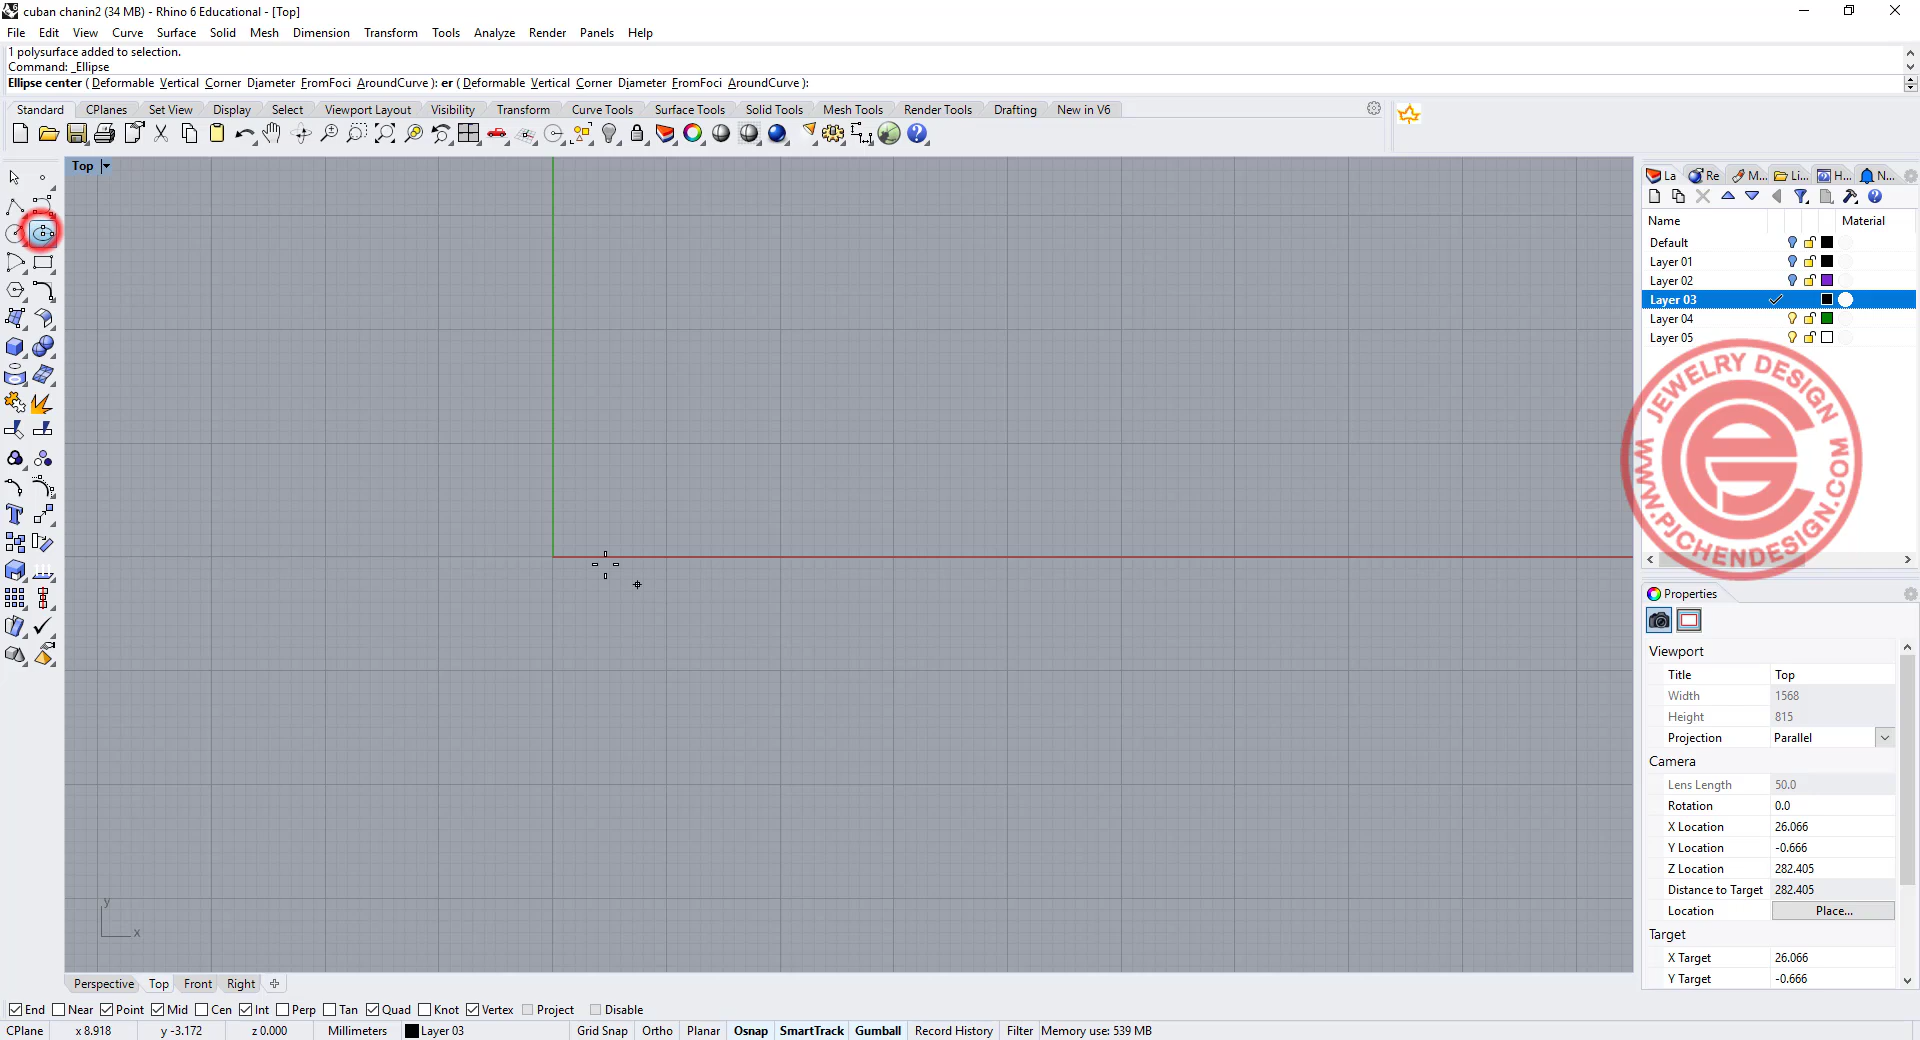 cuban chanin2 (34 MB) - Rhino 6 Educational - [Top]
File Edit View Curve Surface Solid Mesh Dimension Transform Tools Analyze Render Panels Help
1 polysurface added to selection.
Command: _Ellipse
Ellipse center ( Deformable Vertical Corner Diameter FromFoci AroundCurve ): er ( Deformable Vertical Corner Diameter FromFoci AroundCurve ):
Standard CPlanes Set View Display Select Viewport Layout Visibility Transform Curve Tools Surface Tools Solid Tools Mesh Tools Render Tools Drafting New in V6
Top
La Re M... Li... H... N...
Name Material
Default
Layer 01
Layer 02
Layer 03
Layer 04
Layer 05
JEWELRY DESIGN
WWW.PJCHENDESIGN.COM
Properties
Viewport
Title Top
Width 1568
Height 815
Projection Parallel
Camera
Lens Length 50.0
Rotation 0.0
X Location 26.066
Y Location -0.666
Z Location 282.405
Distance to Target 282.405
Location Place...
Target
X Target 26.066
Y Target -0.666
y
x
Perspective Top Front Right
End Near Point Mid Cen Int Perp Tan Quad Knot Vertex Project Disable
CPlane x 8.918 y -3.172 z 0.000 Millimeters Layer 03 Grid Snap Ortho Planar Osnap SmartTrack Gumball Record History Filter Memory use: 539 MB